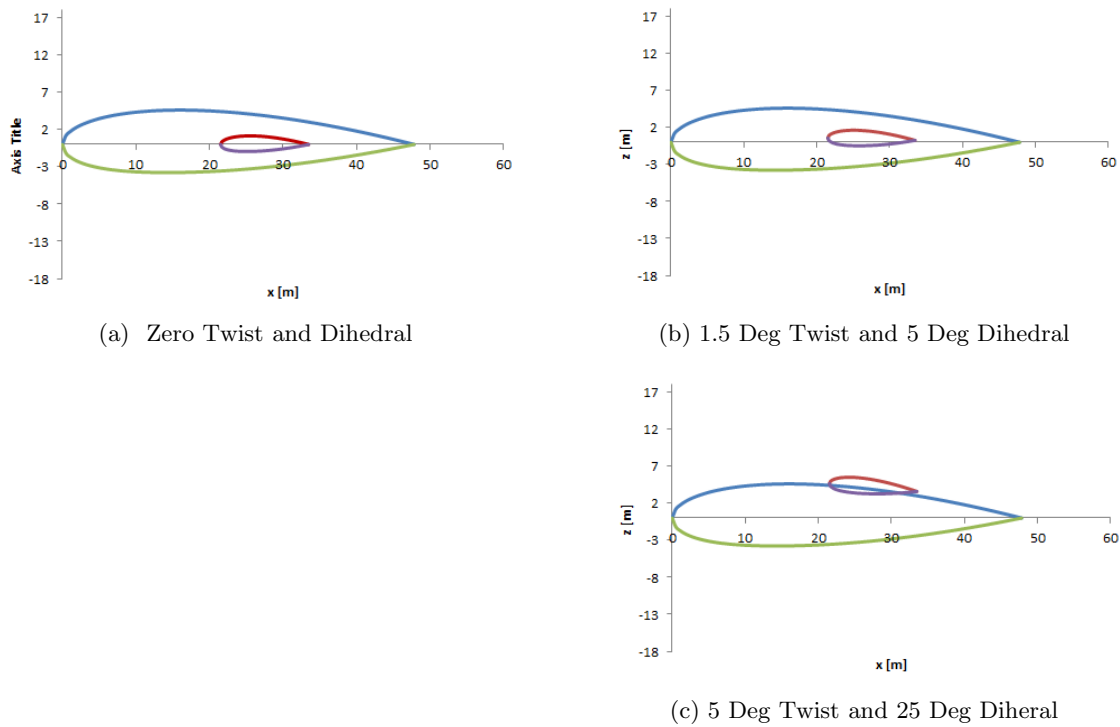 17
12
7
2
-3
-8
-13
-18
Axis Title
0 10 20 30 40 50 60
x [m]
(a) Zero Twist and Dihedral
17
12
7
2
-3
-8
-13
-18
z [m]
0 10 20 30 40 50 60
x [m]
(b) 1.5 Deg Twist and 5 Deg Dihedral
17
12
7
2
-3
-8
-13
-18
z [m]
0 10 20 30 40 50 60
x [m]
(c) 5 Deg Twist and 25 Deg Diheral